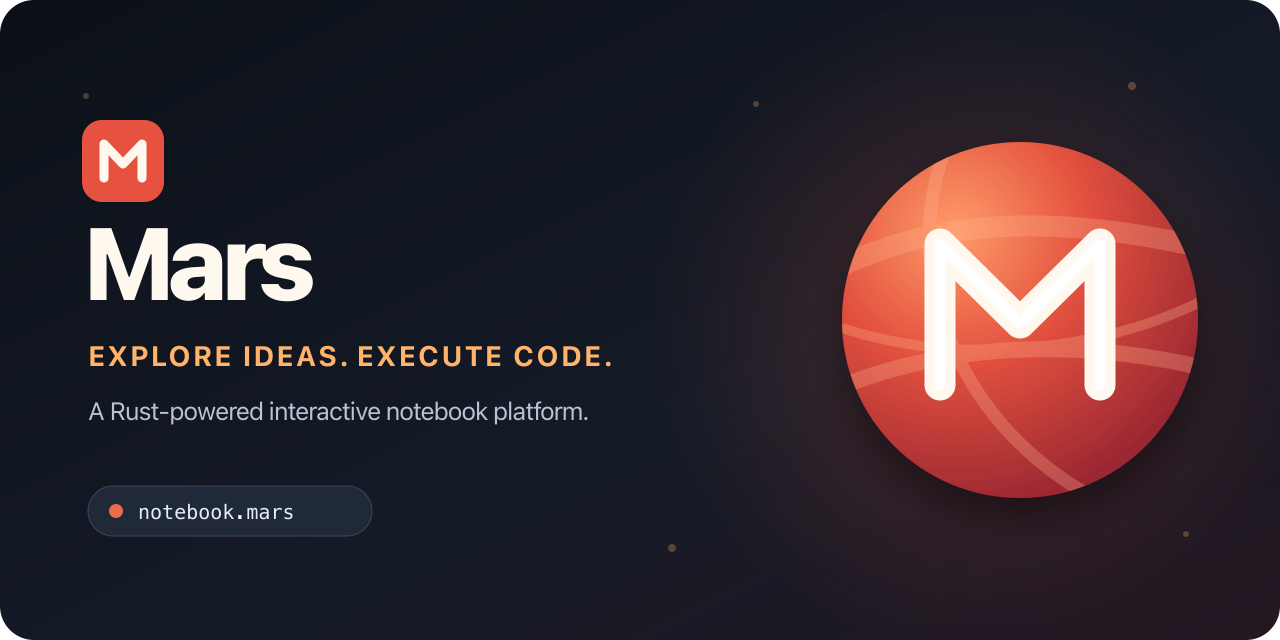 M
Mars
EXPLORE IDEAS. EXECUTE CODE.
A Rust-powered interactive notebook platform.
notebook.mars
M